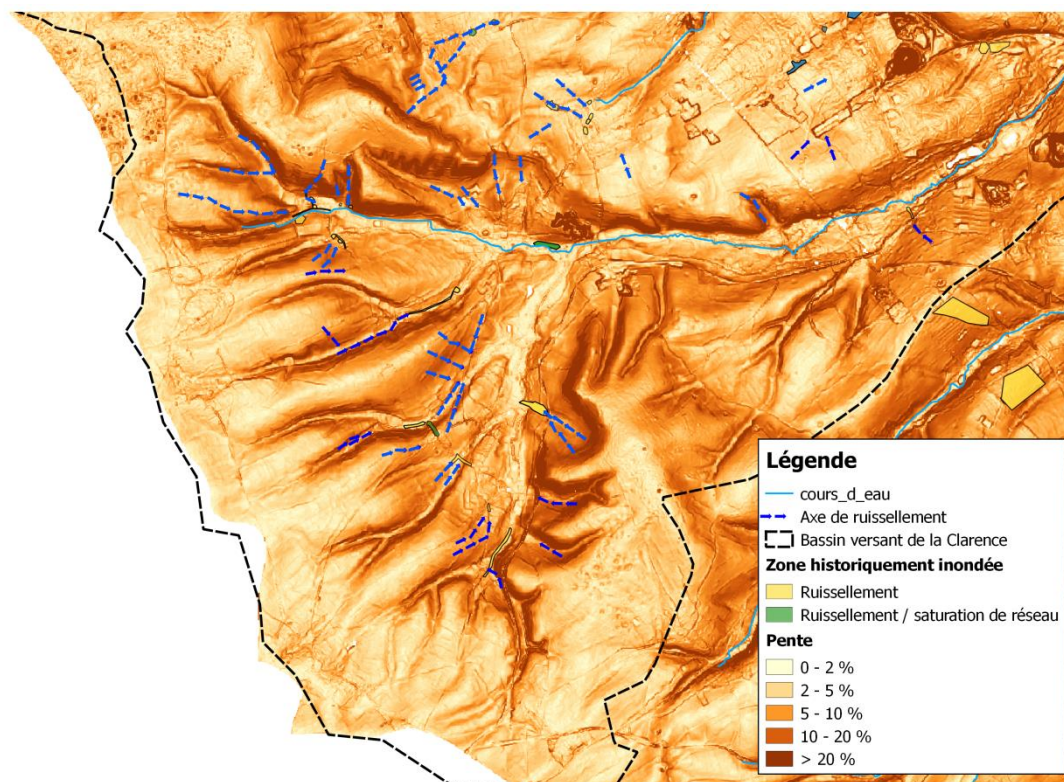 Légende
cours_d_eau
Axe de ruissellement
Bassin versant de la Clarence
Zone historiquement inondée
Ruissellement
Ruissellement / saturation de réseau
Pente
0 - 2 %
2 - 5 %
5 - 10 %
10 - 20 %
> 20 %